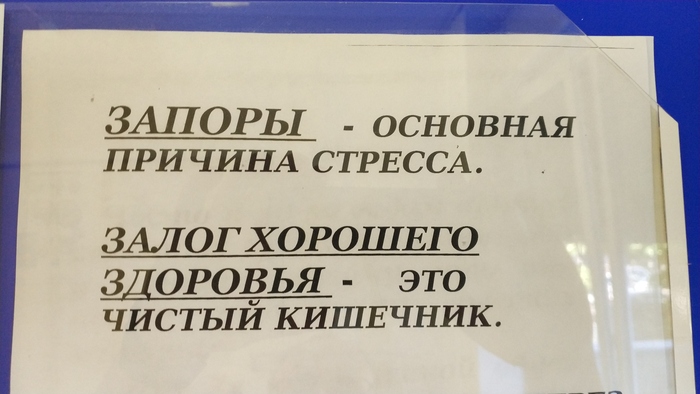 ЗАПОРЫ - ОСНОВНАЯ
ПРИЧИНА СТРЕССА.
ЗАЛОГ ХОРОШЕГО
ЗДОРОВЬЯ - ЭТО
ЧИСТЫЙ КИШЕЧНИК.